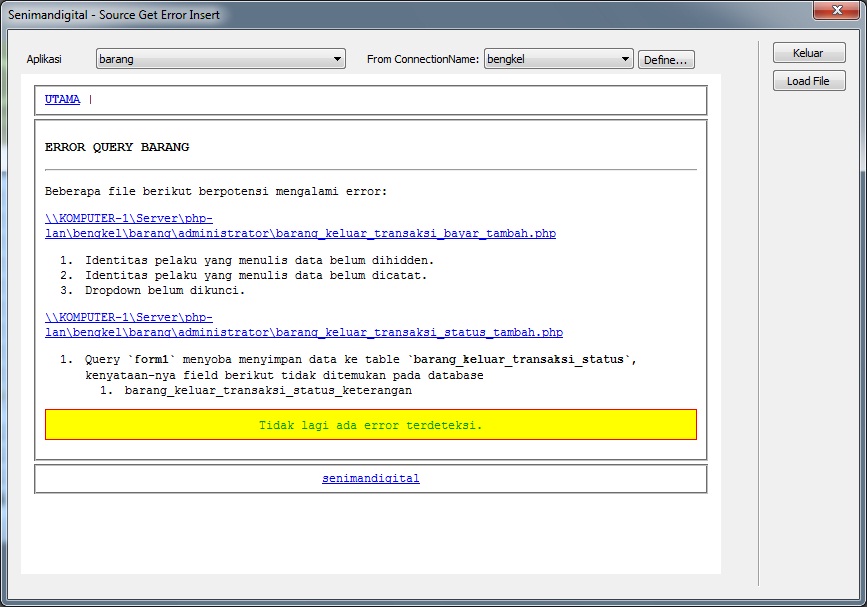 Senimandigital - Source Get Error Insert
Aplikasi barang From ConnectionName: bengkel Define... Keluar
Load File
UTAMA |
ERROR QUERY BARANG
Beberapa file berikut berpotensi mengalami error:
\\KOMPUTER-1\Server\php-
lan\bengkel\barang\administrator\barang_keluar_transaksi_bayar_tambah.php
1. Identitas pelaku yang menulis data belum dihidden.
2. Identitas pelaku yang menulis data belum dicatat.
3. Dropdown belum dikunci.
\\KOMPUTER-1\Server\php-
lan\bengkel\barang\administrator\barang_keluar_transaksi_status_tambah.php
1. Query `form1` menyoba menyimpan data ke table `barang_keluar_transaksi_status`,
kenyataan-nya field berikut tidak ditemukan pada database
1. barang_keluar_transaksi_status_keterangan
Tidak lagi ada error terdeteksi.
senimandigital